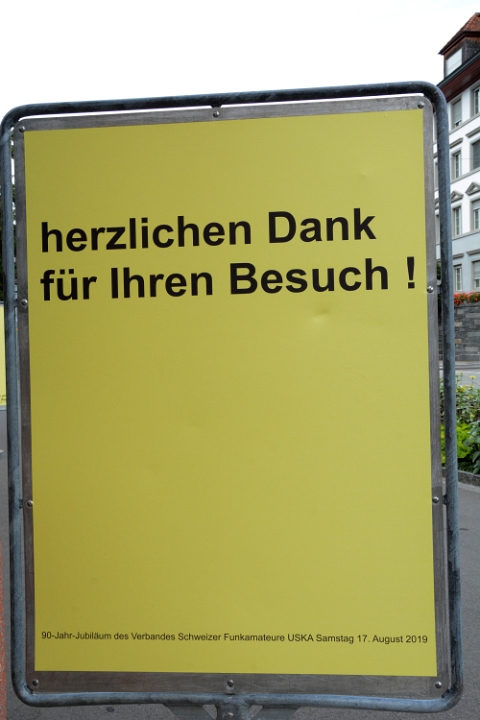 herzlichen Dank
für Ihren Besuch !
90-Jahr-Jubiläum des Verbandes Schweizer Funkamateure USKA Samstag 17. August 2019